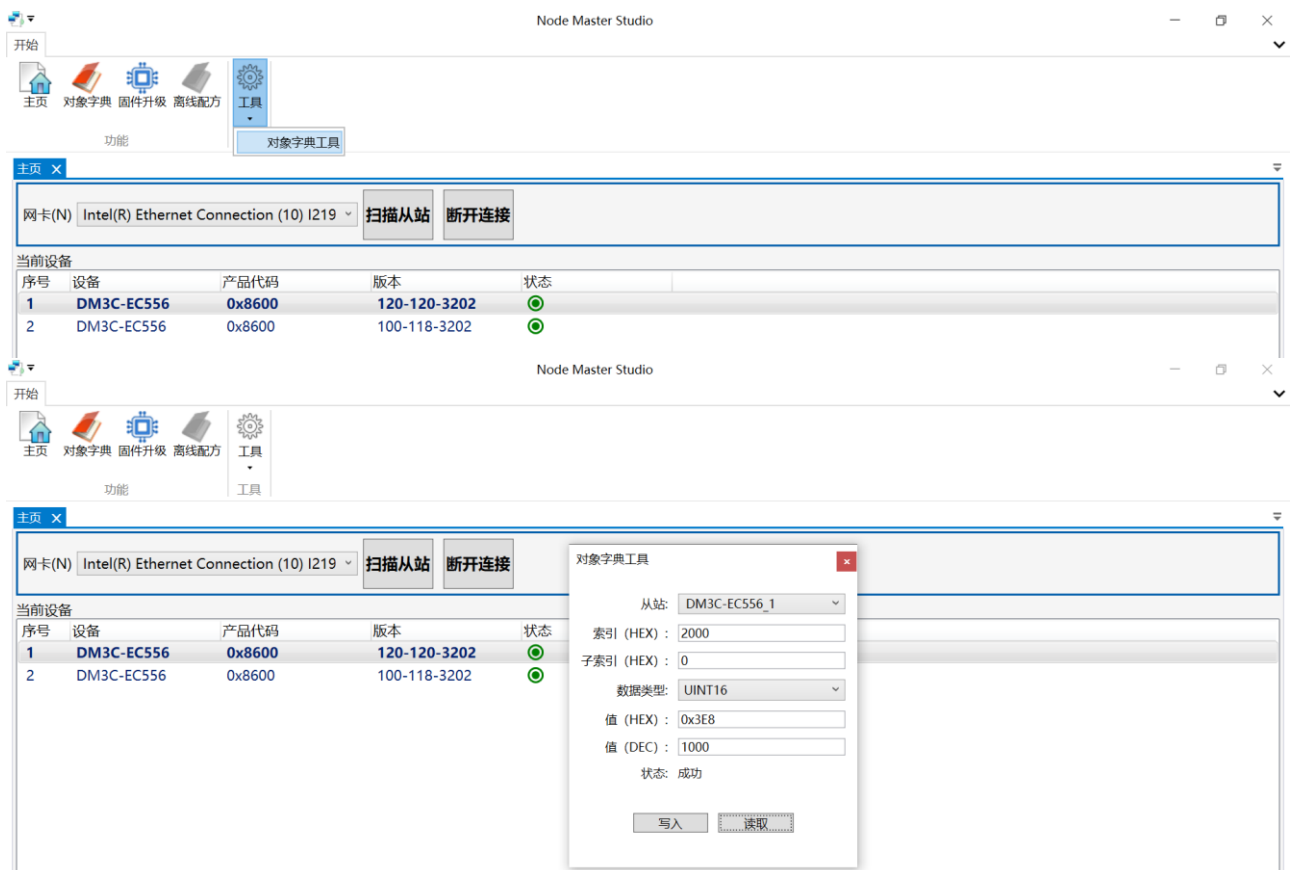 Node Master Studio
开始
主页 对象字典 固件升级 离线配方 工具
功能
对象字典工具
主页
网卡(N) Intel(R) Ethernet Connection (10) I219 扫描从站 断开连接
当前设备
序号 设备 产品代码 版本 状态
1 DM3C-EC556 0x8600 120-120-3202
2 DM3C-EC556 0x8600 100-118-3202
Node Master Studio
开始
主页 对象字典 固件升级 离线配方 工具
功能 工具
主页
网卡(N) Intel(R) Ethernet Connection (10) I219 扫描从站 断开连接
当前设备
序号 设备 产品代码 版本 状态
1 DM3C-EC556 0x8600 120-120-3202
2 DM3C-EC556 0x8600 100-118-3202
对象字典工具
从站: DM3C-EC556_1
索引（HEX）: 2000
子索引（HEX）: 0
数据类型: UINT16
值（HEX）: 0x3E8
值（DEC）: 1000
状态: 成功
写入 读取